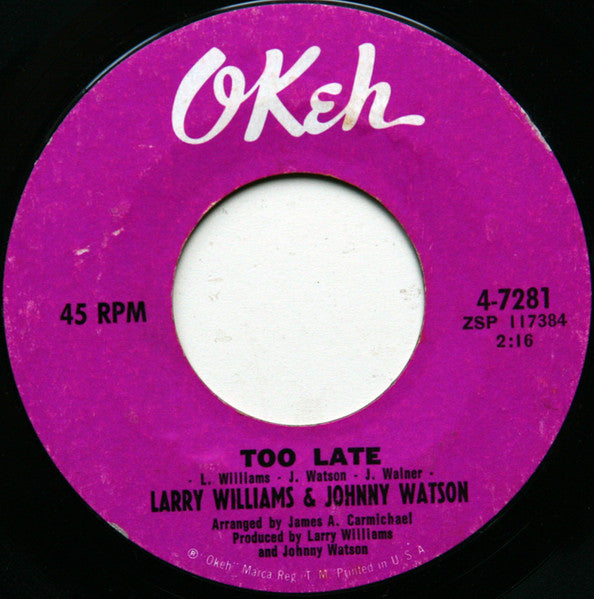 OKeh
45 RPM
4-7281
ZSP 117384
2:16
TOO LATE
- L. Williams - J. Watson - J. Walner -
LARRY WILLIAMS & JOHNNY WATSON
Arranged by James A. Carmichael
Produced by Larry Williams
and Johnny Watson
® "Okeh" Marca Reg. T. M. Printed in U S A